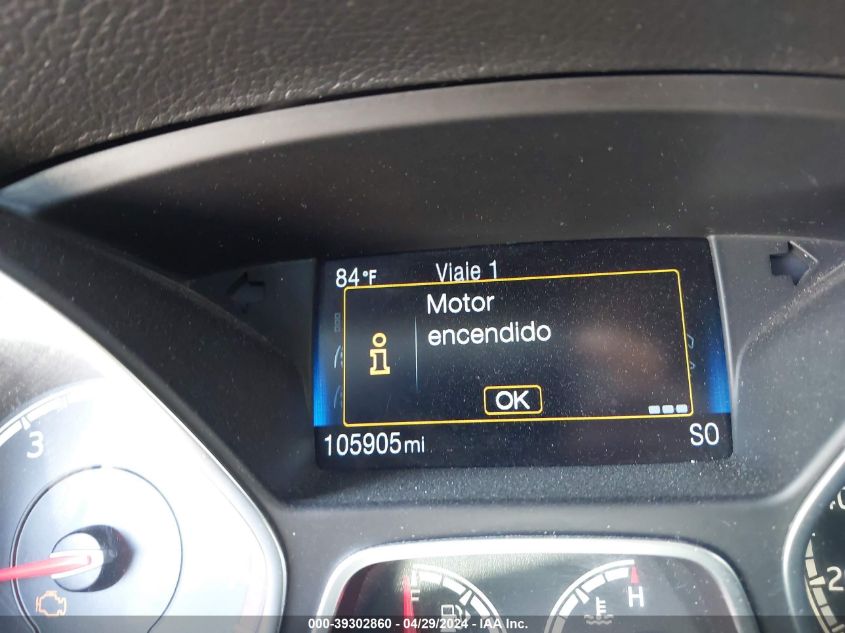 84°F Viaje 1
Motor
encendido
OK
105905mi SO
3
H
000-39302860 - 04/29/2024 - IAA Inc.